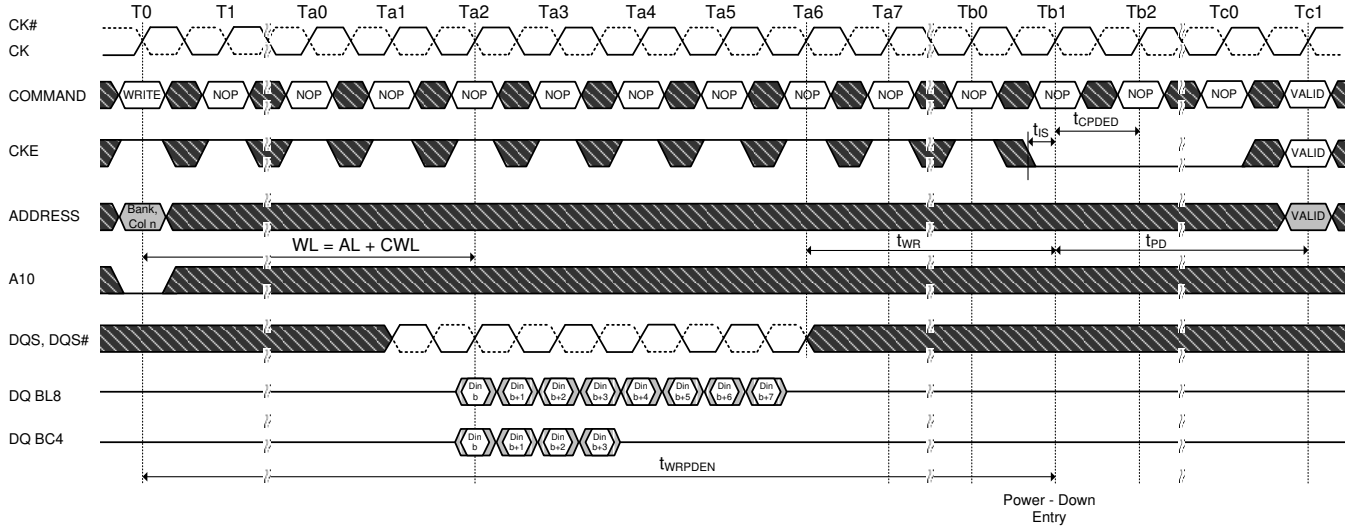 T0 T1 Ta0 Ta1 Ta2 Ta3 Ta4 Ta5 Ta6 Ta7 Tb0 Tb1 Tb2 Tc0 Tc1
CK#
CK
COMMAND WRITE NOP NOP NOP NOP NOP NOP NOP NOP NOP NOP NOP NOP NOP VALID
tIS tCPDED
CKE VALID
ADDRESS Bank, Col n VALID
WL = AL + CWL tWR tPD
A10
DQS, DQS#
DQ BL8 Din b Din b+1 Din b+2 Din b+3 Din b+4 Din b+5 Din b+6 Din b+7
DQ BC4 Din b Din b+1 Din b+2 Din b+3
tWRPDEN
Power - Down
Entry